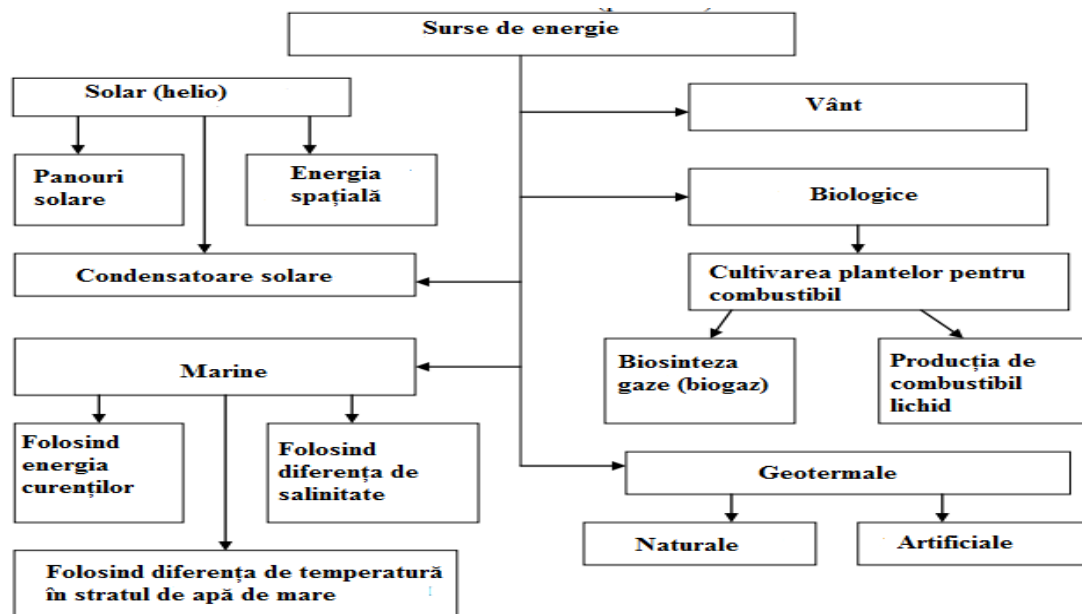 Surse de energie
Solar (helio)
Vânt
Panouri
solare
Energia
spațială
Biologice
Condensatoare solare
Cultivarea plantelor pentru
combustibil
Marine
Biosinteza
gaze (biogaz)
Producția de
combustibil
lichid
Folosind
energia
curenților
Folosind
diferența de
salinitate
Geotermale
Naturale
Artificiale
Folosind diferența de temperatură
în stratul de apă de mare